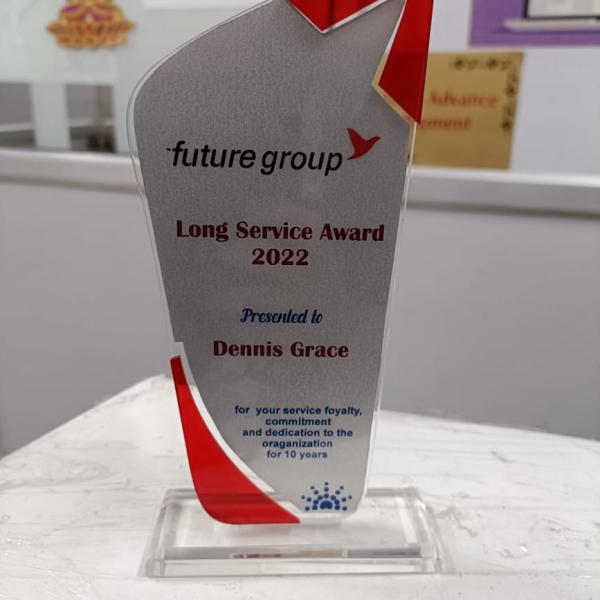 future group
Long Service Award
2022
Presented to
Dennis Grace
for your service foyalty,
commitment
and dedication to the
oraganization
for 10 years
Advance